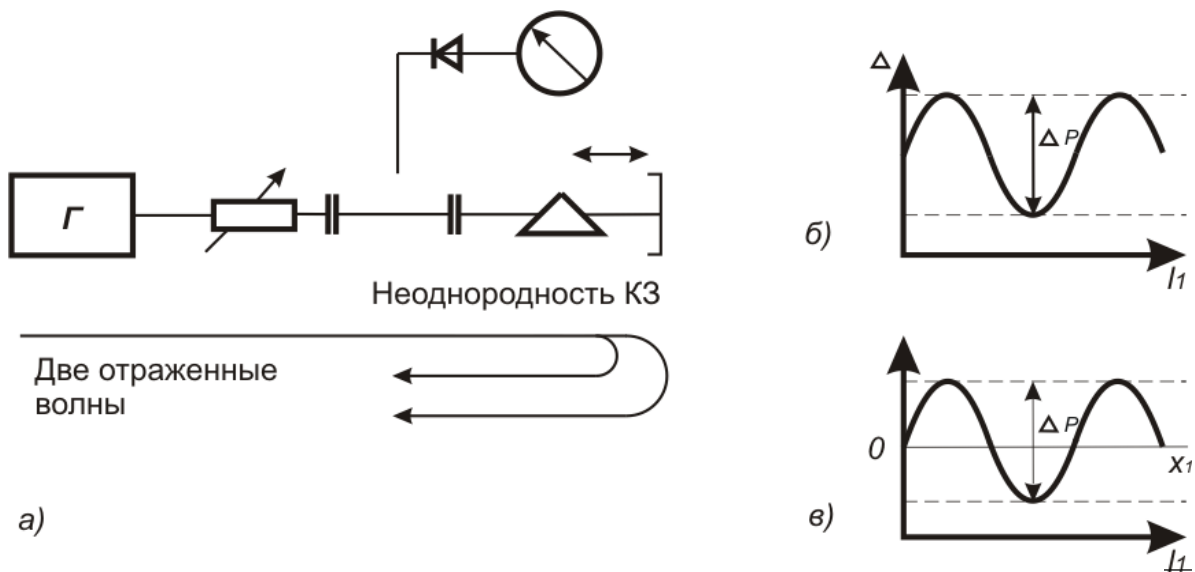 Г
Неоднородность КЗ
Две отраженные
волны
а)
б)
Δ
Δ P
l1
в)
0
Δ P
x1
l1